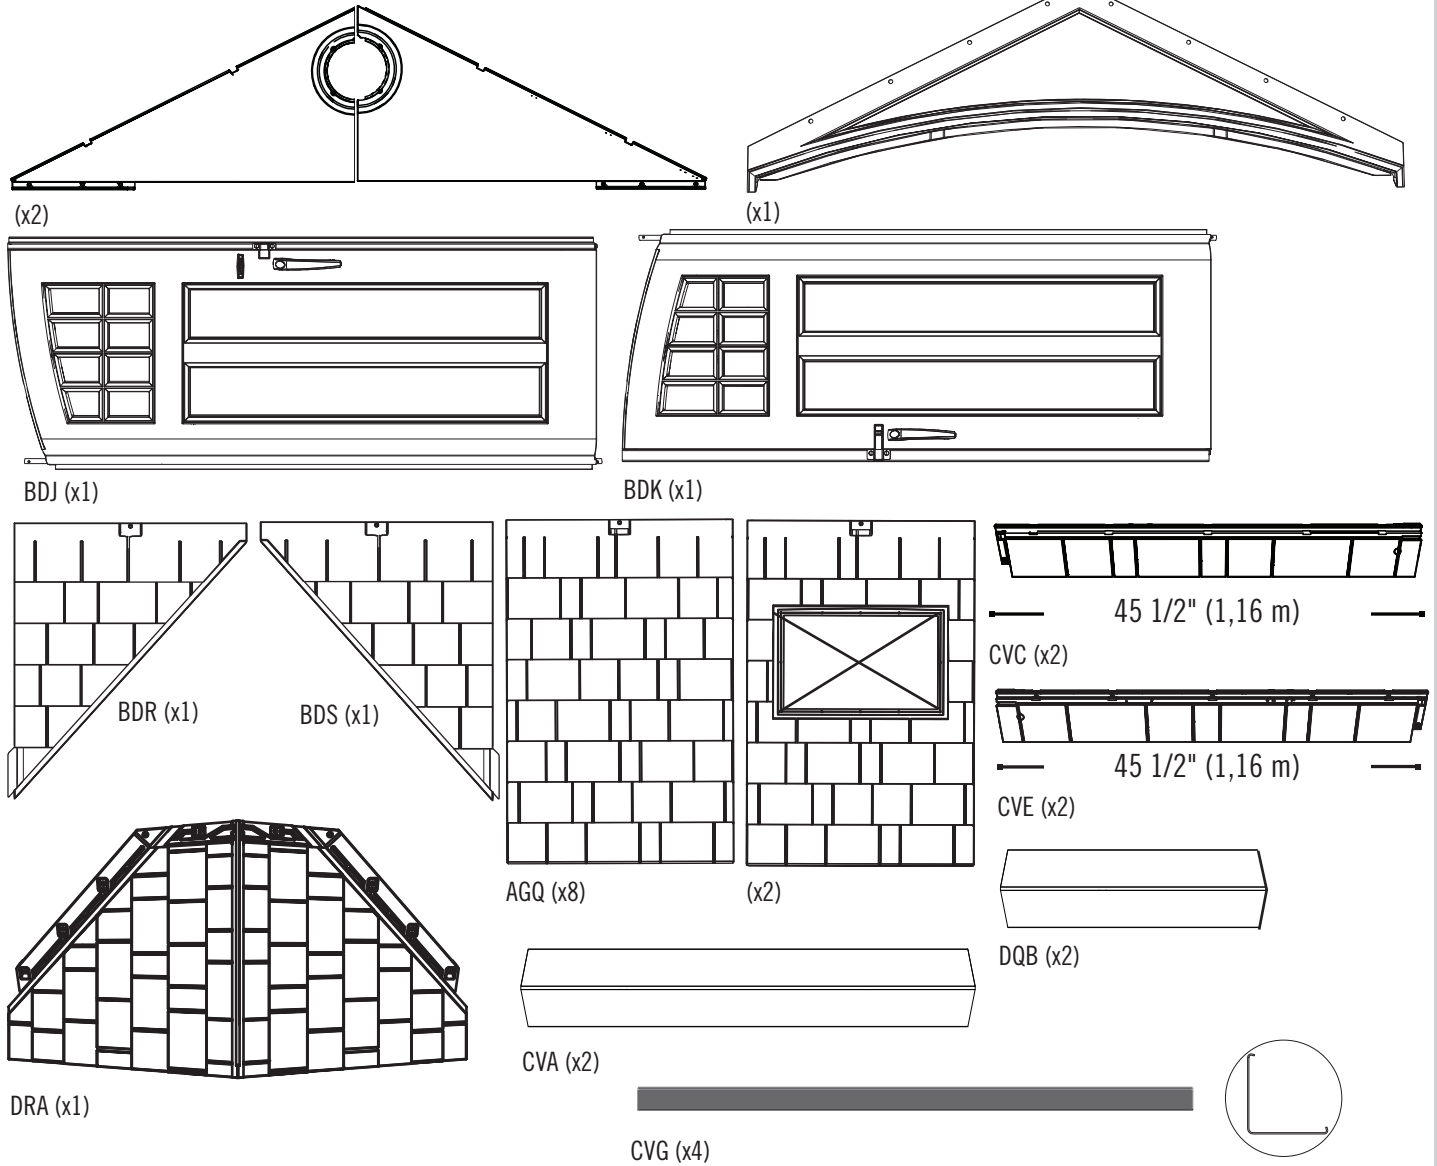 (x2)
(x1)
BDJ (x1)
BDK (x1)
BDR (x1)
BDS (x1)
45 1/2" (1,16 m)
CVC (x2)
45 1/2" (1,16 m)
CVE (x2)
AGQ (x8)
(x2)
DQB (x2)
CVA (x2)
DRA (x1)
CVG (x4)